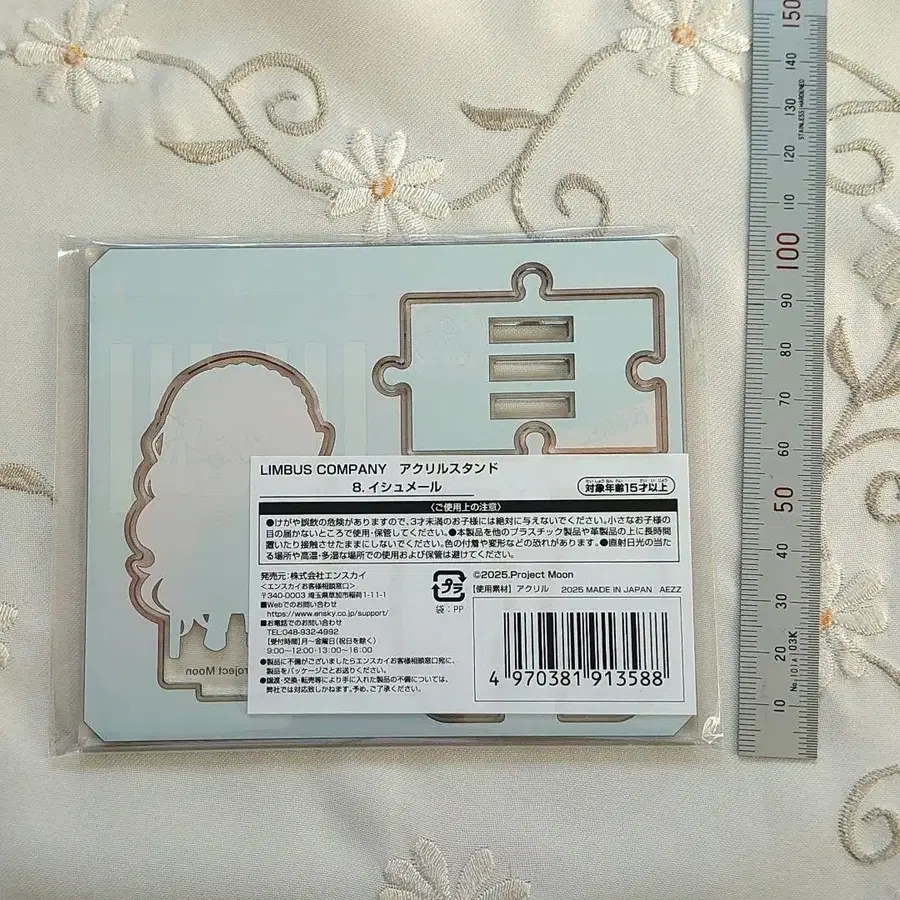 LIMBUS COMPANY アクリルスタンド
8. イシュメール
対象年齢15才以上
たいしょうねんれい さいいじょう
〈ご使用上の注意〉
●けがや誤飲の危険がありますので、3才未満のお子様には絶対に与えないでください。小さなお子様の
目の届かないところで使用・保管してください。●本製品を他のプラスチック製品や革製品の上に長時間
置いたり接触させたままにしないでください。色の付着や変形などの恐れがあります。●直射日光の当た
る場所や高温・多湿な場所での使用および保管は避けてください。
発売元：株式会社エンスカイ
<エンスカイお客様相談窓口>
〒340-0003 埼玉県草加市稲荷1-11-1
■Webでのお問い合わせ
https://www.ensky.co.jp/support/
■お電話でのお問い合わせ
TEL:048-932-4992
[受付時間]月～金曜日(祝日を除く)
9:00～12:00・13:00～16:00
●製品に不備がございましたらエンスカイお客様相談窓口宛に、
製品をパッケージごとお送りください。
●譲渡・交換・転売等により手に入れた製品の不備については、
弊社では対応致しかねます。予め、ご了承ください。
プラ
袋：PP
©2025.Project Moon
【使用素材】アクリル 2025 MADE IN JAPAN AEZZ
4 970381 913588
Project Moon
150
140
130
120
110
100
90
80
70
60
50
40
30
20
10
STAINLESS HARDENED
No.101A 103K